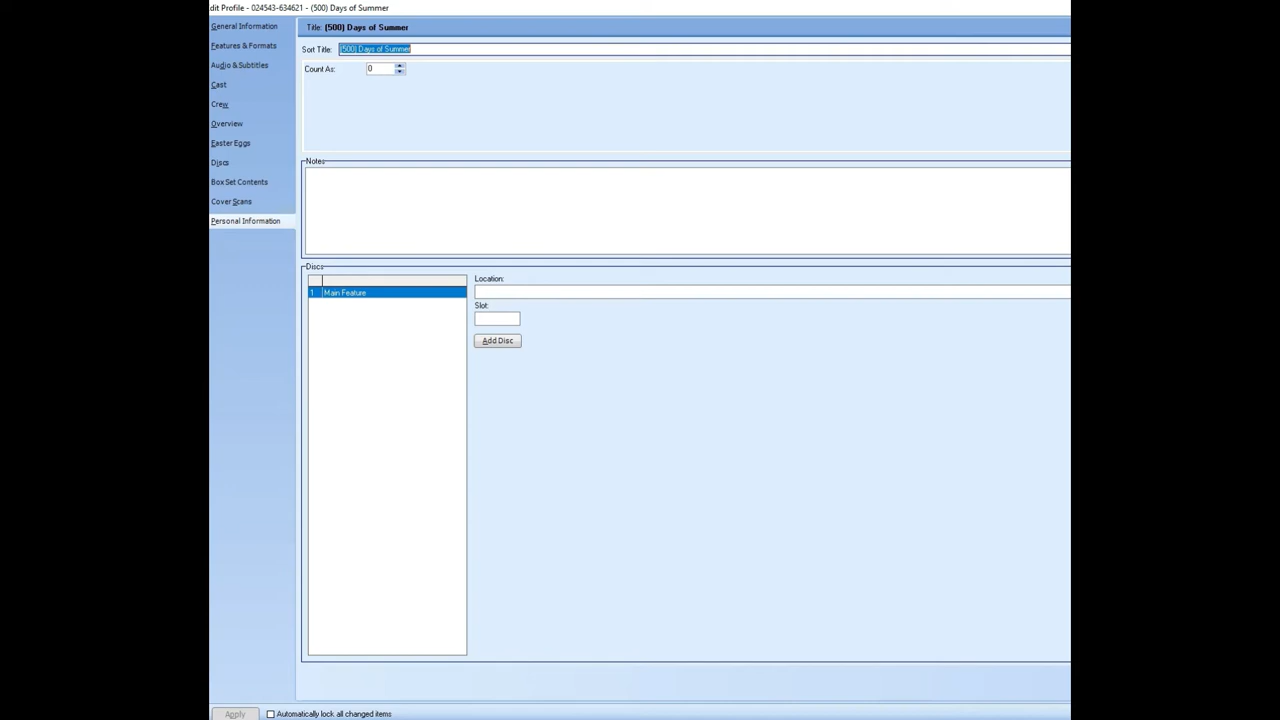 dit Profile - 024543-634621 - (500) Days of Summer
General Information
Features & Formats
Audio & Subtitles
Cast
Crew
Overview
Easter Eggs
Discs
Box Set Contents
Cover Scans
Personal Information
Title: (500) Days of Summer
Sort Title: (500) Days of Summer
Count As: 0
Notes
Discs
1 Main Feature
Location:
Slot:
Add Disc
Apply
Automatically lock all changed items